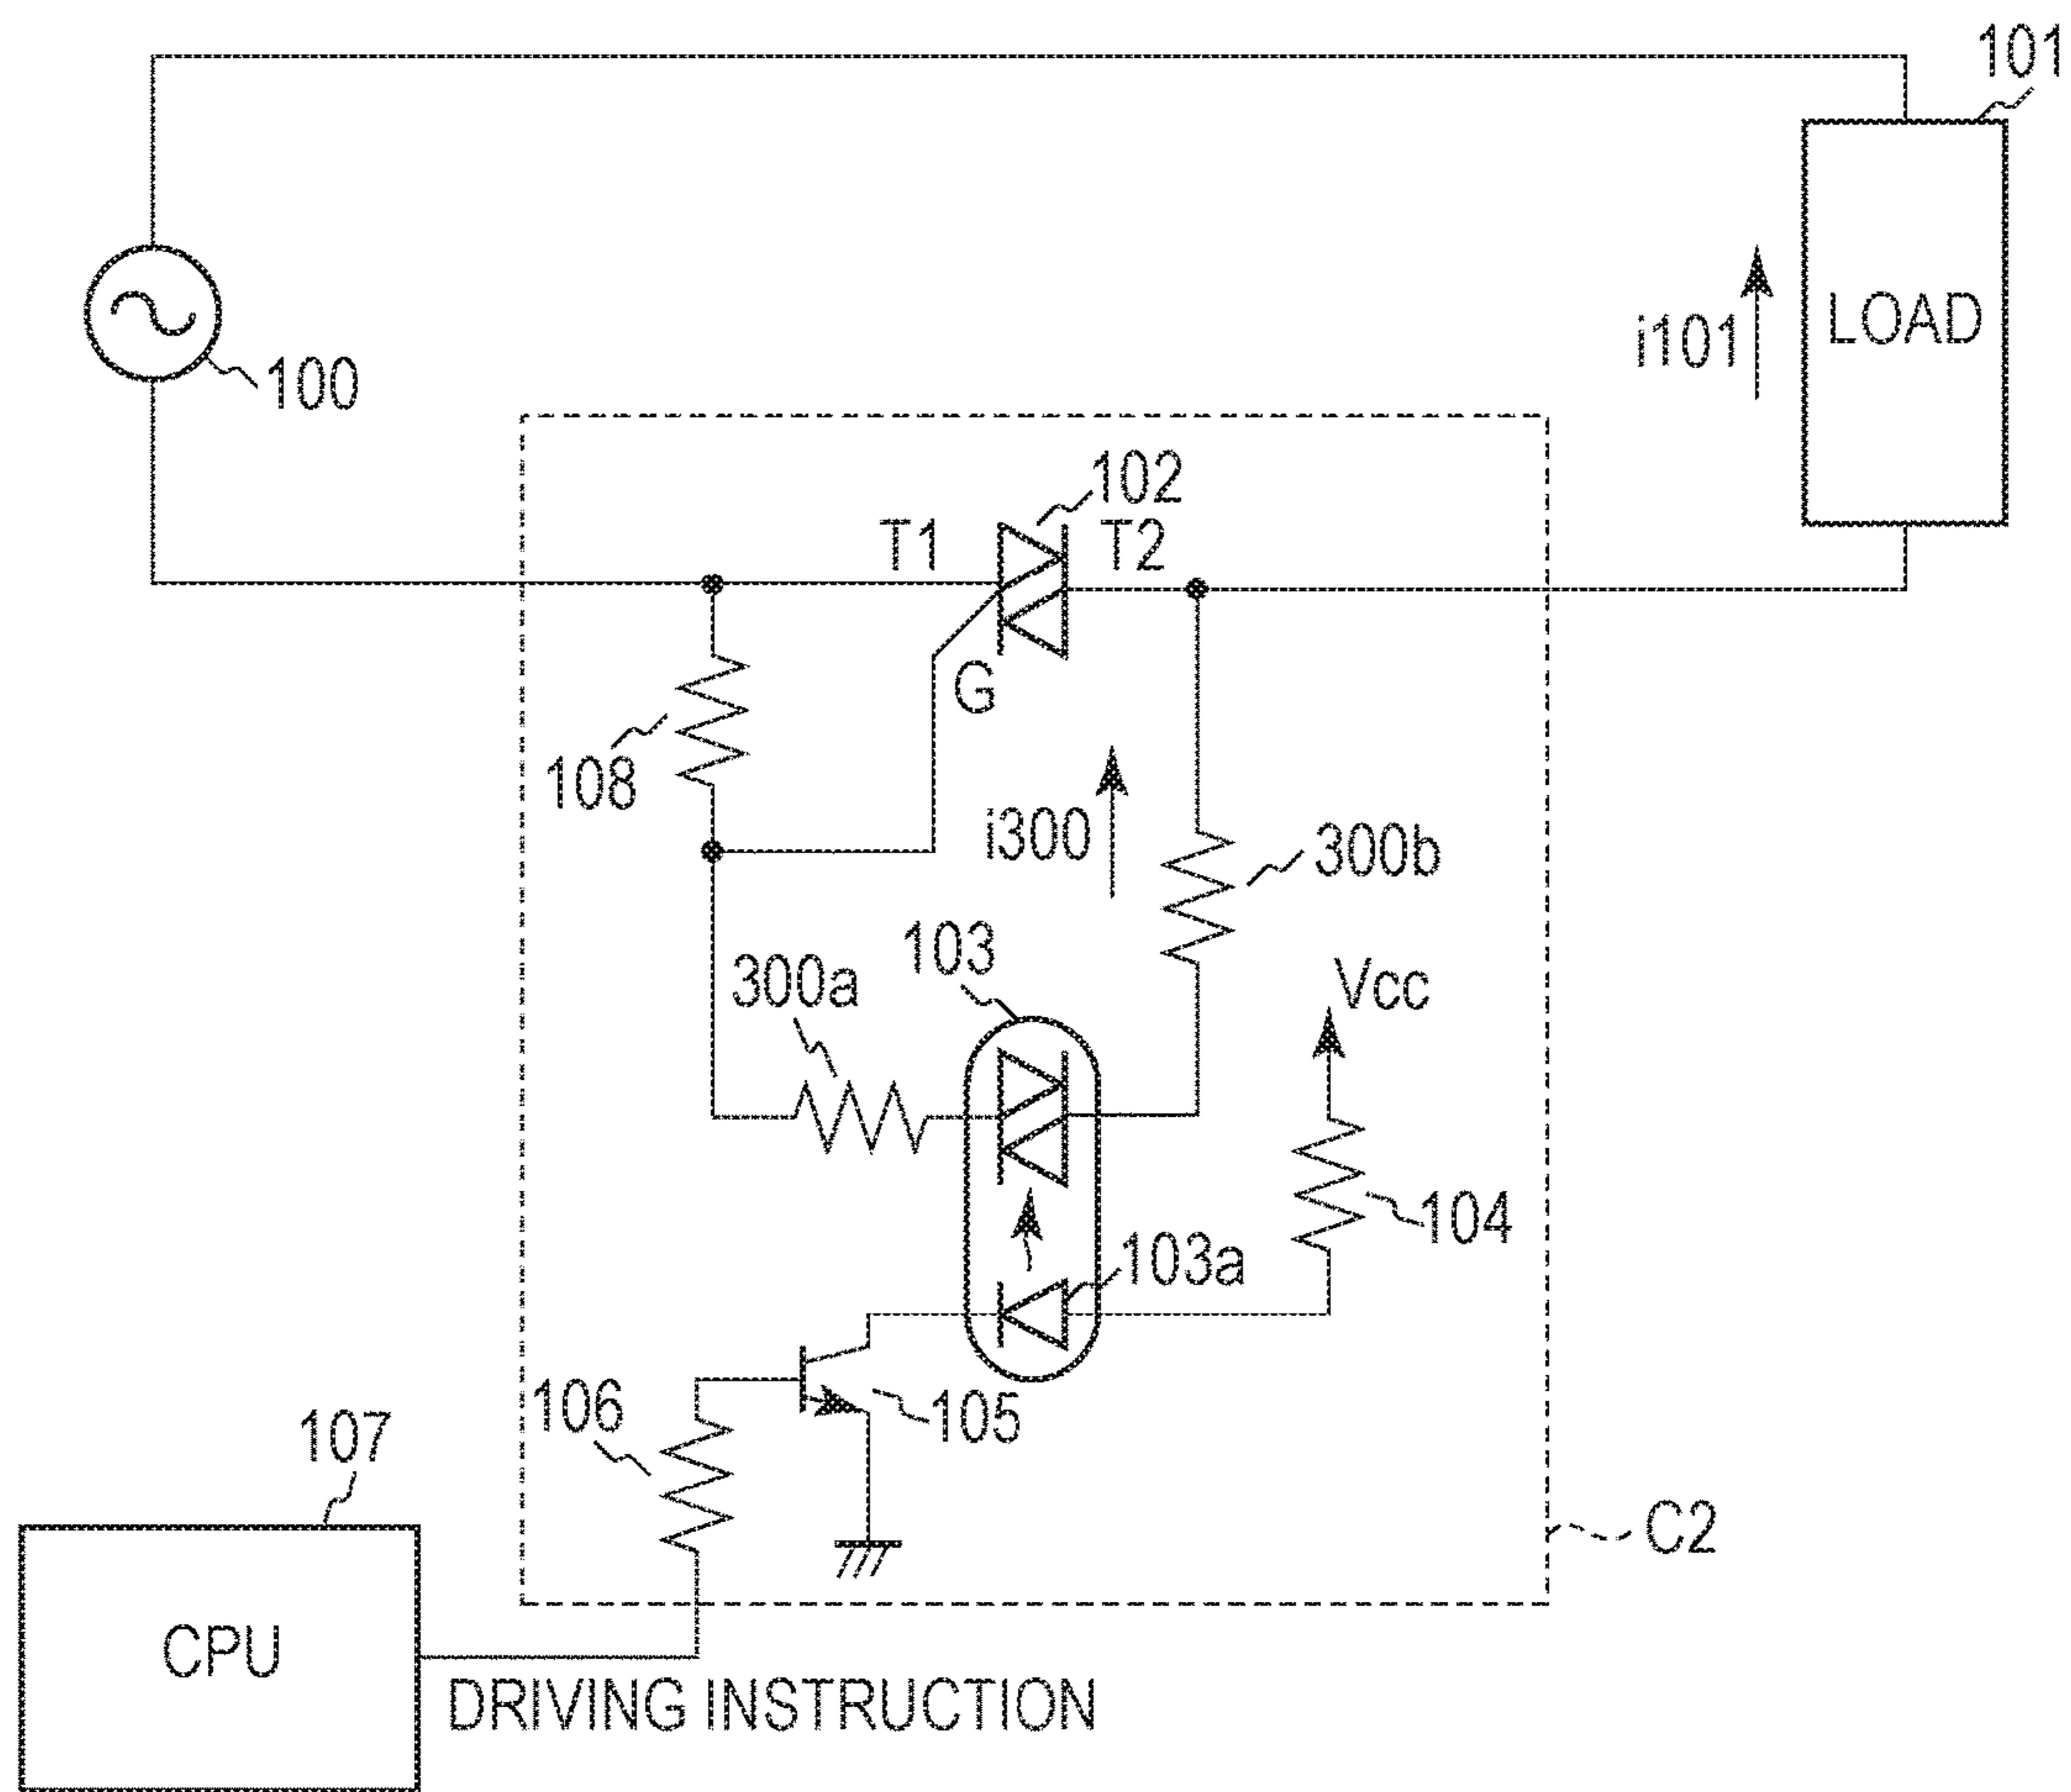 101
LOAD
i101
100
102
T1
T2
G
108
i300
300b
103
300a
Vcc
104
103a
106
105
107
C2
CPU
DRIVING INSTRUCTION